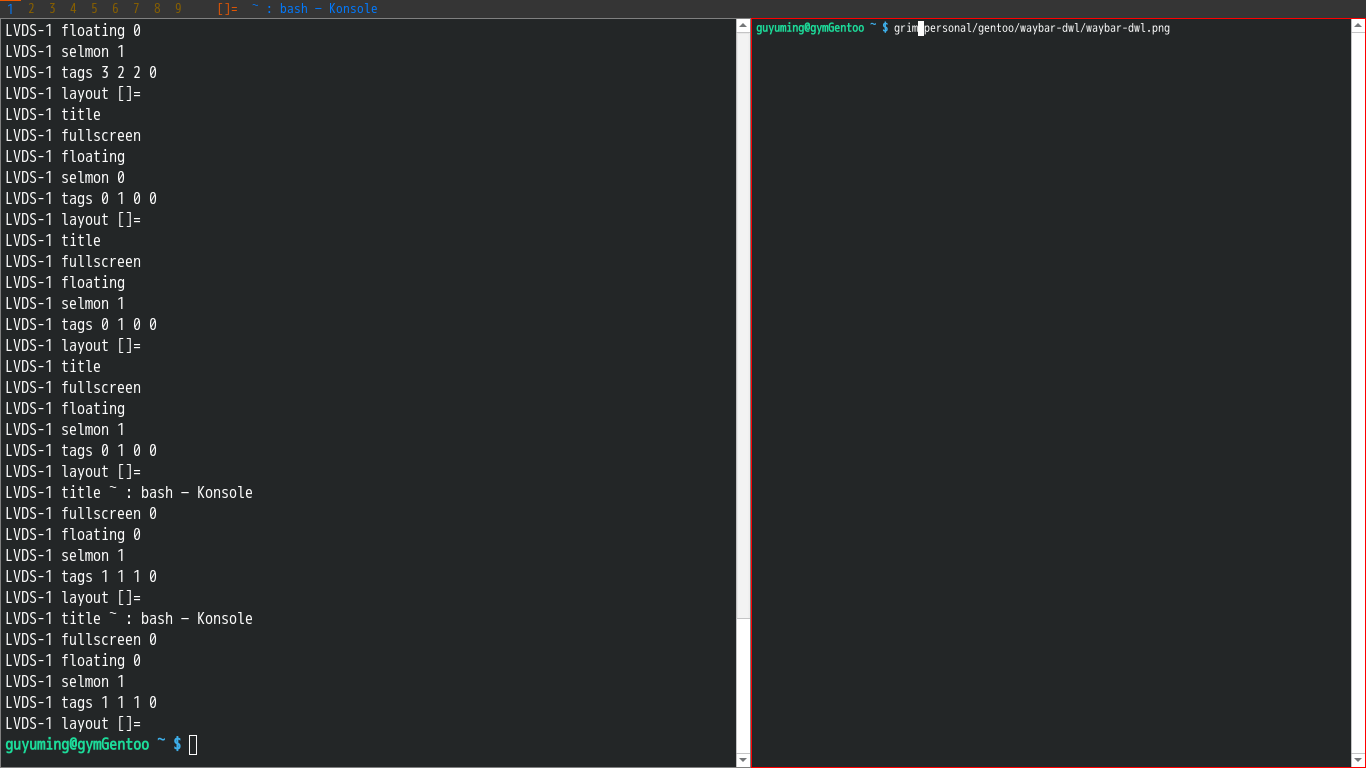 1 2 3 4 5 6 7 8 9 []= ~ : bash — Konsole
LVDS-1 floating 0
LVDS-1 selmon 1
LVDS-1 tags 3 2 2 0
LVDS-1 layout []=
LVDS-1 title
LVDS-1 fullscreen
LVDS-1 floating
LVDS-1 selmon 0
LVDS-1 tags 0 1 0 0
LVDS-1 layout []=
LVDS-1 title
LVDS-1 fullscreen
LVDS-1 floating
LVDS-1 selmon 1
LVDS-1 tags 0 1 0 0
LVDS-1 layout []=
LVDS-1 title
LVDS-1 fullscreen
LVDS-1 floating
LVDS-1 selmon 1
LVDS-1 tags 0 1 0 0
LVDS-1 layout []=
LVDS-1 title ~ : bash — Konsole
LVDS-1 fullscreen 0
LVDS-1 floating 0
LVDS-1 selmon 1
LVDS-1 tags 1 1 1 0
LVDS-1 layout []=
LVDS-1 title ~ : bash — Konsole
LVDS-1 fullscreen 0
LVDS-1 floating 0
LVDS-1 selmon 1
LVDS-1 tags 1 1 1 0
LVDS-1 layout []=
guyuming@gymGentoo ~ $
guyuming@gymGentoo ~ $ grim personal/gentoo/waybar-dwl/waybar-dwl.png